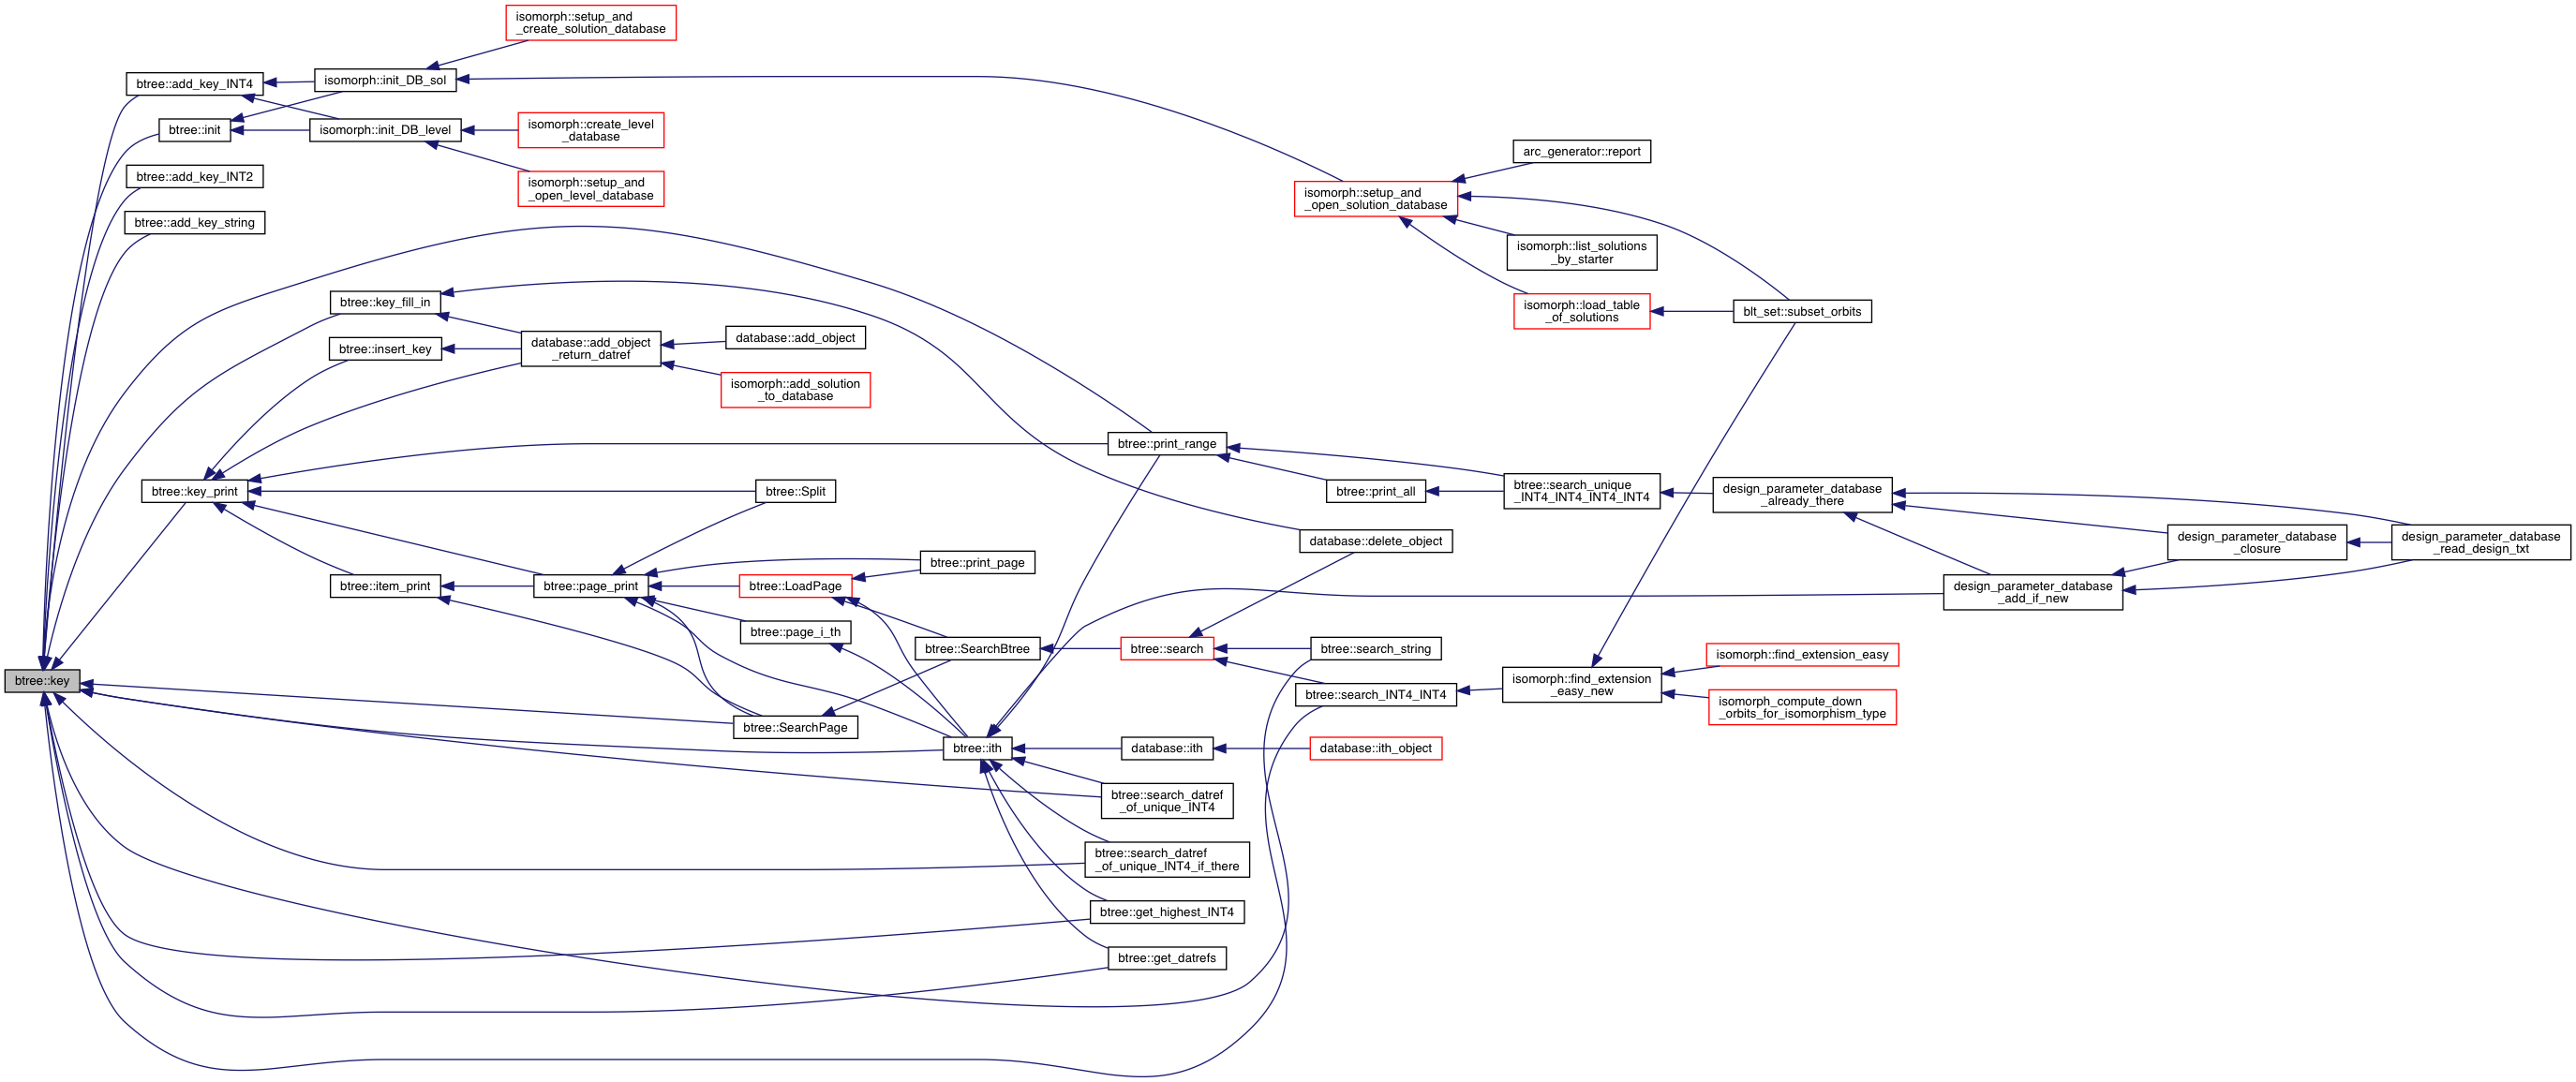 isomorph::setup_and
_create_solution_database
btree::add_key_INT4
isomorph::init_DB_sol
btree::init
isomorph::init_DB_level
isomorph::create_level
_database
arc_generator::report
btree::add_key_INT2
isomorph::setup_and
_open_level_database
isomorph::setup_and
_open_solution_database
btree::add_key_string
isomorph::list_solutions
_by_starter
btree::key_fill_in
isomorph::load_table
_of_solutions
blt_set::subset_orbits
btree::insert_key
database::add_object
_return_datref
database::add_object
isomorph::add_solution
_to_database
btree::print_range
btree::key_print
btree::Split
btree::print_all
btree::search_unique
_INT4_INT4_INT4_INT4
design_parameter_database
_already_there
database::delete_object
design_parameter_database
_closure
design_parameter_database
_read_design_txt
btree::print_page
btree::item_print
btree::page_print
btree::LoadPage
design_parameter_database
_add_if_new
btree::page_i_th
btree::SearchBtree
btree::search
btree::search_string
isomorph::find_extension_easy
btree::key
btree::search_INT4_INT4
isomorph::find_extension
_easy_new
isomorph_compute_down
_orbits_for_isomorphism_type
btree::SearchPage
btree::ith
database::ith
database::ith_object
btree::search_datref
_of_unique_INT4
btree::search_datref
_of_unique_INT4_if_there
btree::get_highest_INT4
btree::get_datrefs